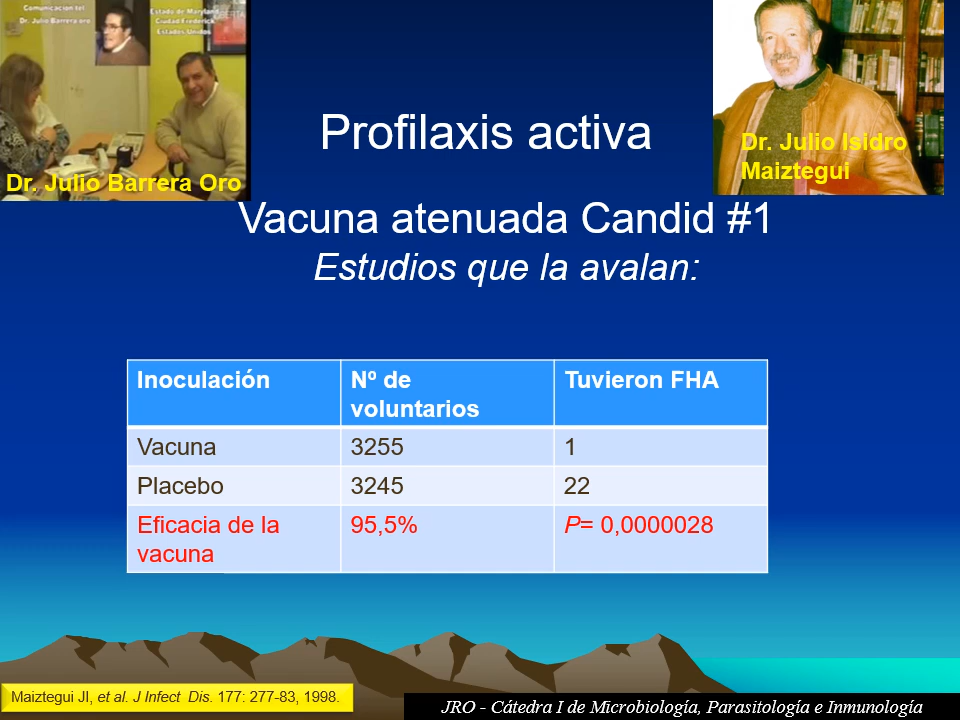 Comunicación tel
Dr. Julio Barrera oro
Estado de Maryland
Ciudad Frederick
Estados Unidos
Dr. Julio Barrera Oro
Dr. Julio Isidro
Maiztegui
Profilaxis activa
Vacuna atenuada Candid #1
Estudios que la avalan:
Inoculación
Nº de
voluntarios
Tuvieron FHA
Vacuna
3255
1
Placebo
3245
22
Eficacia de la
vacuna
95,5%
P= 0,0000028
Maiztegui JI, et al. J Infect Dis. 177: 277-83, 1998.
JRO - Cátedra I de Microbiología, Parasitología e Inmunología